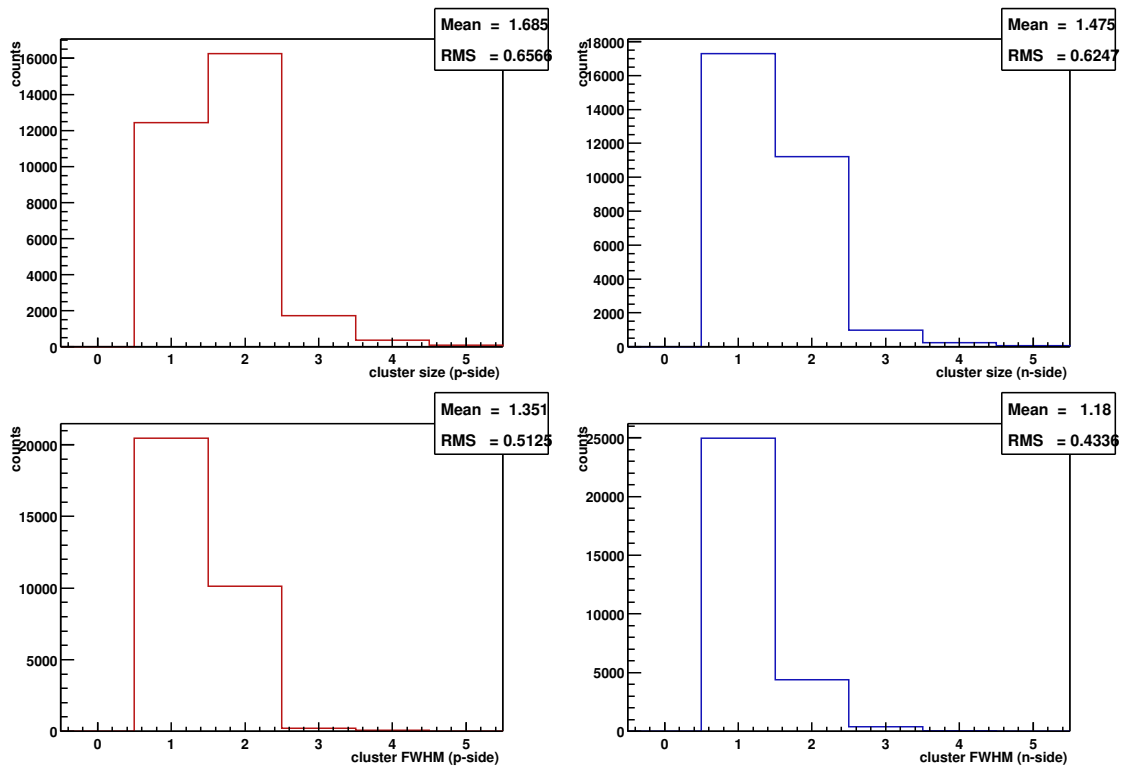 Mean = 1.685
RMS = 0.6566
counts
16000
14000
12000
10000
8000
6000
4000
2000
0
0 1 2 3 4 5
cluster size (p-side)
Mean = 1.475
RMS = 0.6247
counts
18000
16000
14000
12000
10000
8000
6000
4000
2000
0
0 1 2 3 4 5
cluster size (n-side)
Mean = 1.351
RMS = 0.5125
counts
20000
15000
10000
5000
0
0 1 2 3 4 5
cluster FWHM (p-side)
Mean = 1.18
RMS = 0.4336
counts
25000
20000
15000
10000
5000
0
0 1 2 3 4 5
cluster FWHM (n-side)